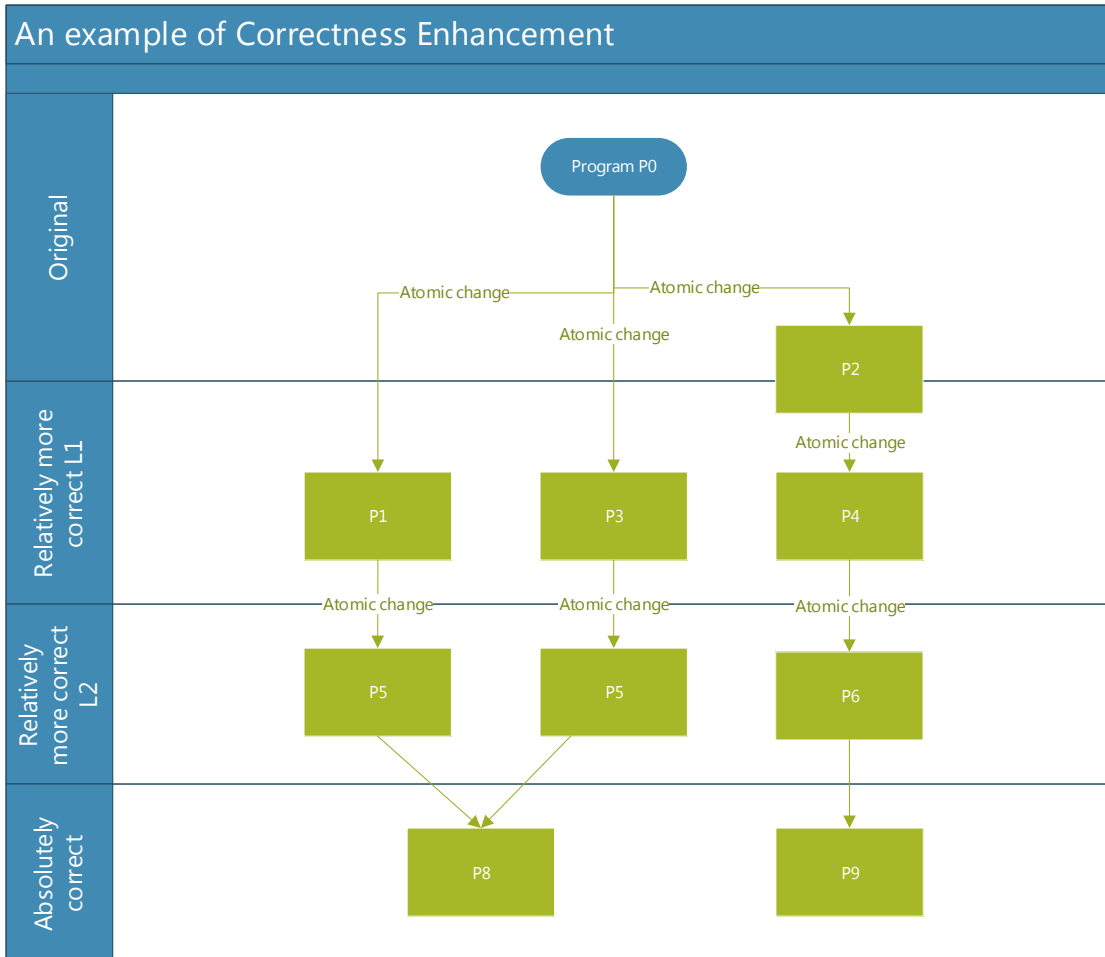 An example of Correctness Enhancement
Original
Program P0
Atomic change
Atomic change
Atomic change
P2
Relatively more
correct L1
Atomic change
P1
P3
P4
Atomic change
Atomic change
Atomic change
Relatively
more correct
L2
P5
P5
P6
Absolutely
correct
P8
P9